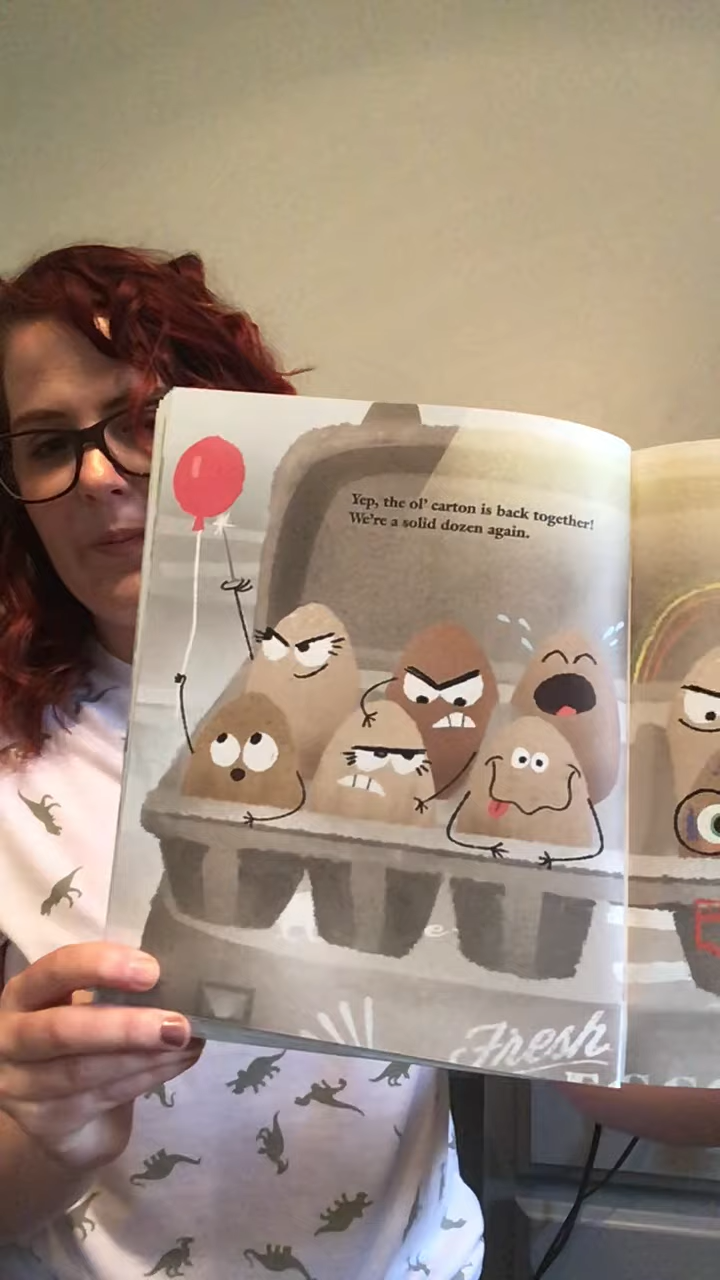 Yep, the ol' carton is back together!
We're a solid dozen again.
Fresh